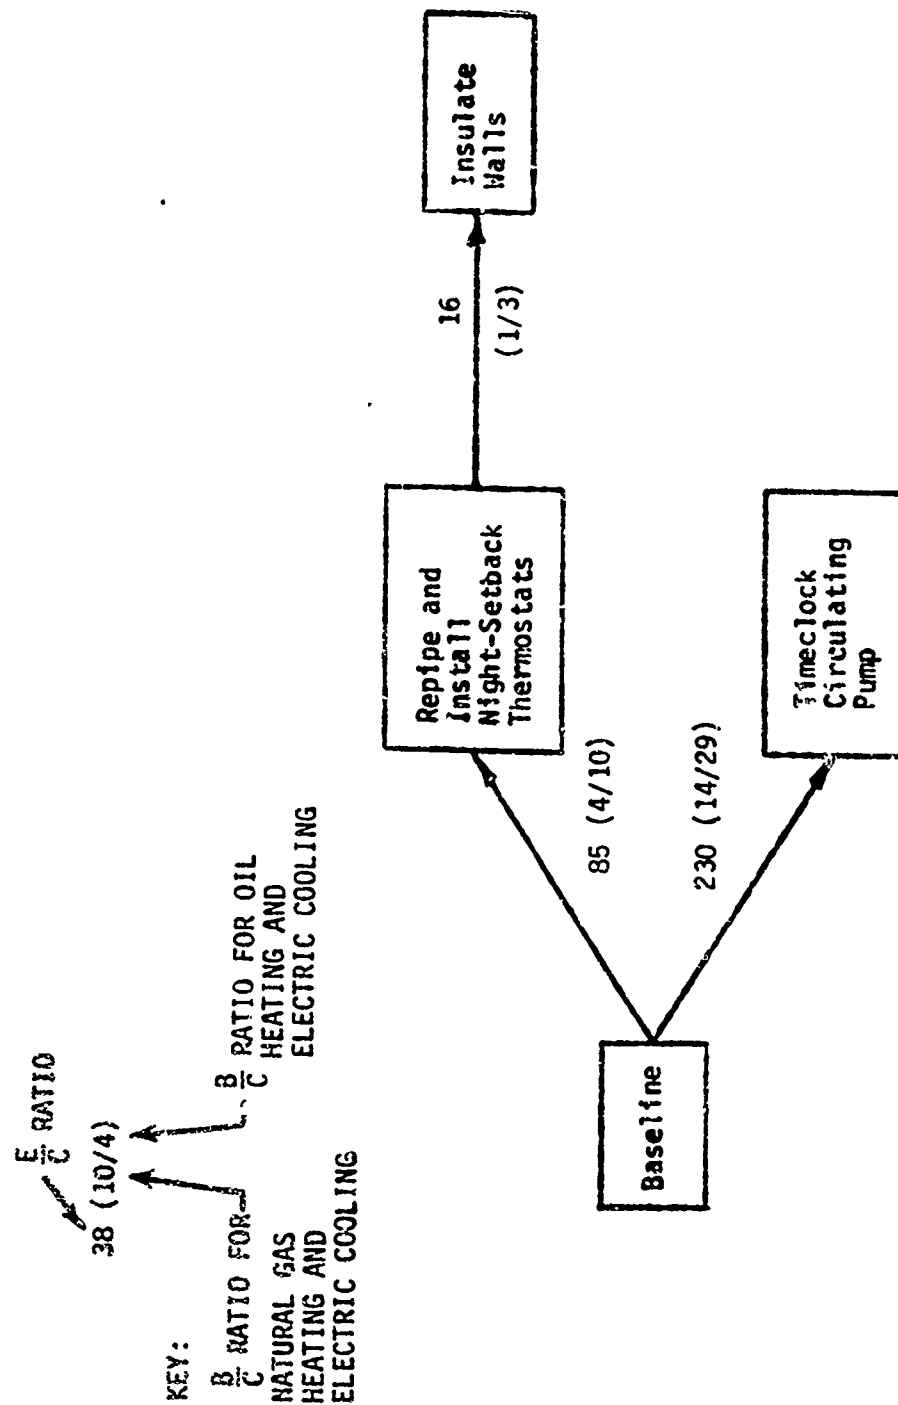 KEY:
E/C RATIO
38 (10/4)
B/C RATIO FOR
NATURAL GAS
HEATING AND
ELECTRIC COOLING
B/C RATIO FOR OIL
HEATING AND
ELECTRIC COOLING
Baseline
85 (4/10)
230 (14/29)
Repipe and
Install
Night-Setback
Thermostats
Timeclock
Circulating
Pump
16
(1/3)
Insulate
Walls